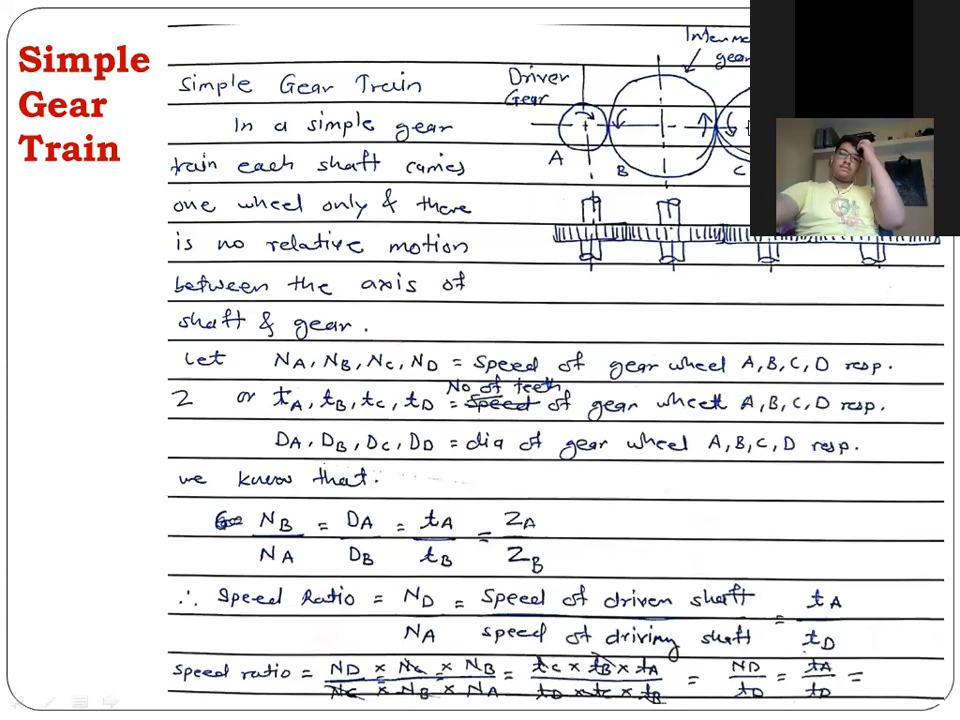 Simple
Gear
Train
Simple Gear Train
In a simple gear
train each shaft carries
one wheel only & there
is no relative motion
between the axis of
shaft & gear.
Driver
Gear
gear
A
B
C
Let NA, NB, NC, ND = Speed of gear wheel A, B, C, D resp.
No of teeth
Z or tA, tB, tC, tD = speed of gear wheel A, B, C, D resp.
DA, DB, DC, DD = dia of gear wheel A, B, C, D resp.
we know that.
NB = DA = tA = ZA
NA DB tB ZB
∴ Speed Ratio = ND = Speed of driven shaft = tA
NA speed of driving shaft tD
Speed ratio = ND × NC × NB = tC × tB × tA = ND = tA =
NC × NB × NA tD × tC × tB tD tD